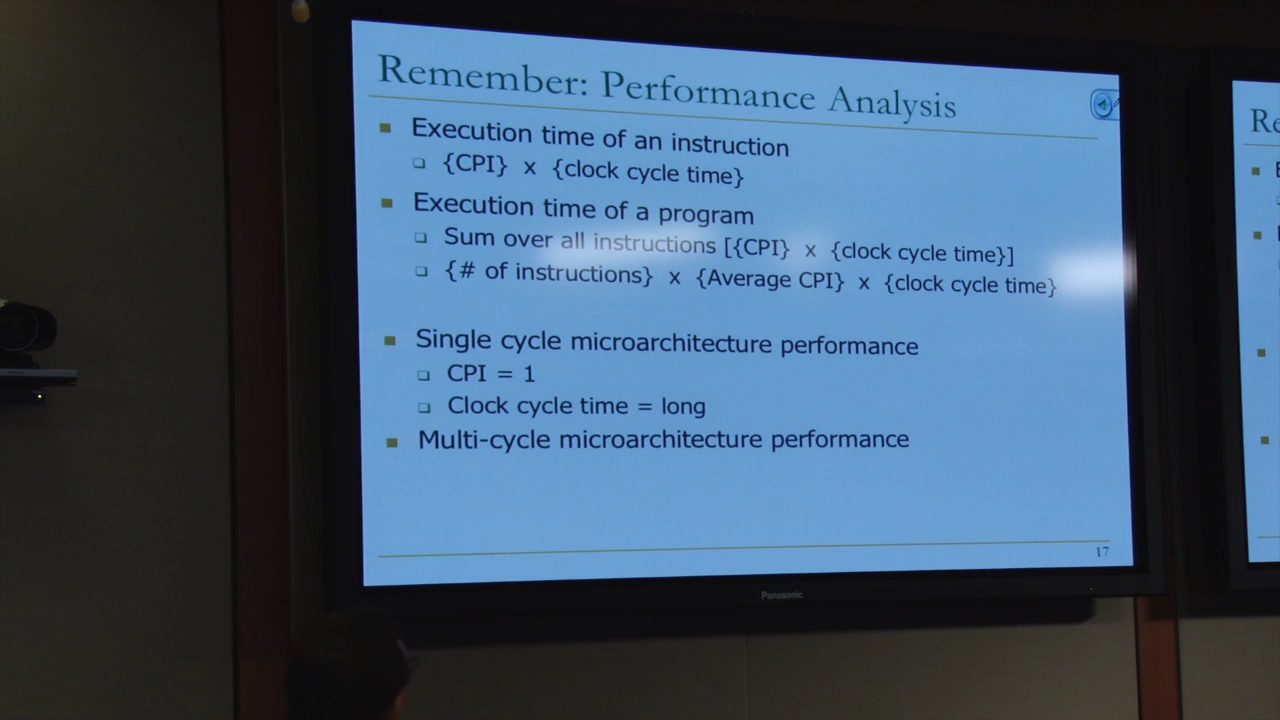 Remember: Performance Analysis
Execution time of an instruction
{CPI} x {clock cycle time}
Execution time of a program
Sum over all instructions [{CPI} x {clock cycle time}]
{# of instructions} x {Average CPI} x {clock cycle time}
Single cycle microarchitecture performance
CPI = 1
Clock cycle time = long
Multi-cycle microarchitecture performance
17
Panasonic
Re